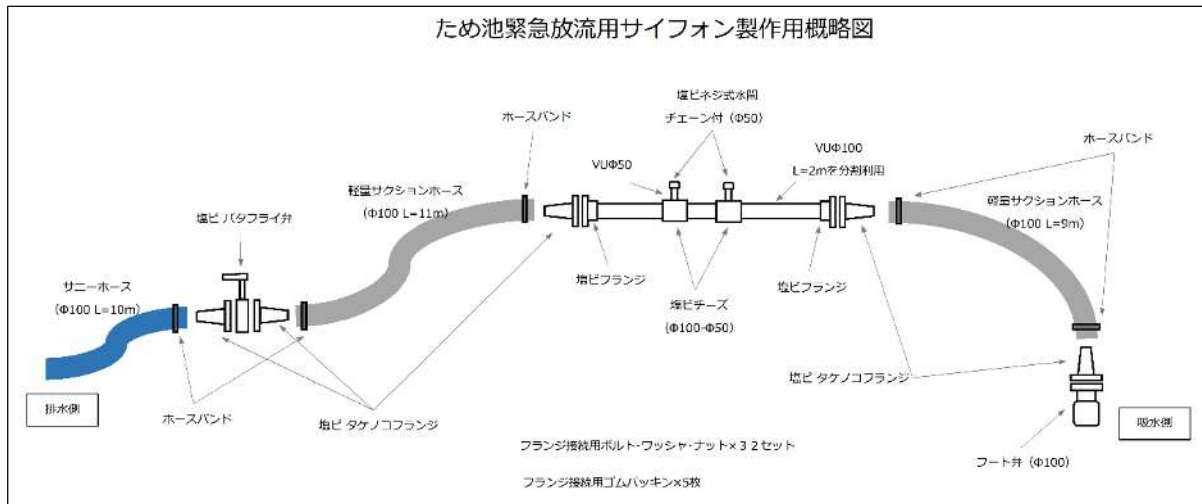 ため池緊急放流用サイフォン製作用概略図
塩ビネジ式水閘
チェーン付(Φ50)
ホースバンド
ホースバンド
VUΦ50
VUΦ100
L=2mを分割利用
軽量サクションホース
(Φ100 L=11m)
軽量サクションホース
(Φ100 L=9m)
塩ビ バタフライ弁
サニーホース
(Φ100 L=10m)
塩ビフランジ
塩ビチーズ
(Φ100-Φ50)
塩ビフランジ
排水側
ホースバンド
塩ビ タケノコフランジ
塩ビ タケノコフランジ
吸水側
フランジ接続用ボルト・ワッシャ・ナット×32セット
フート弁(Φ100)
フランジ接続用ゴムパッキン×5枚